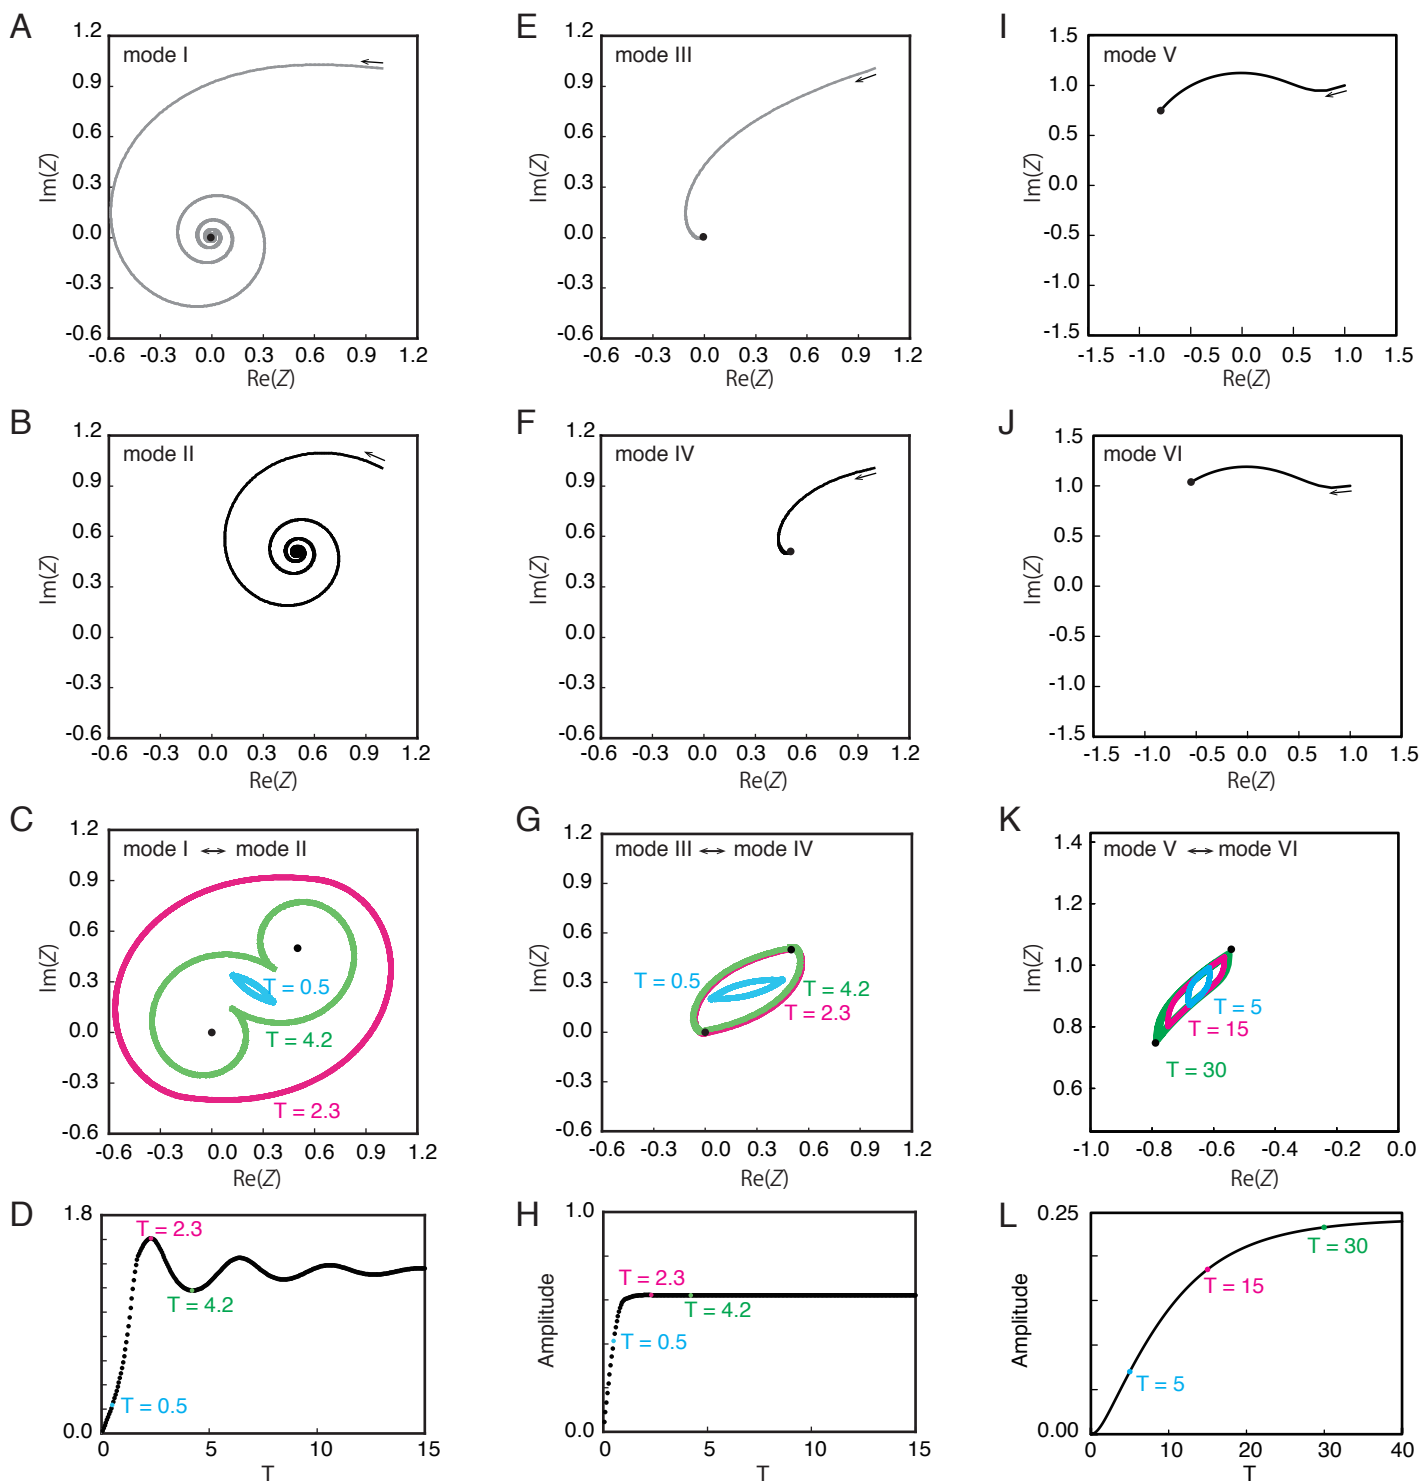 A
mode I
1.2
0.9
0.6
0.3
0.0
-0.3
-0.6
Im(Z)
-0.6 -0.3 0.0 0.3 0.6 0.9 1.2
Re(Z)
E
mode III
1.2
0.9
0.6
0.3
0.0
-0.3
-0.6
Im(Z)
-0.6 -0.3 0.0 0.3 0.6 0.9 1.2
Re(Z)
I
mode V
1.5
1.0
0.5
0.0
-0.5
-1.0
-1.5
Im(Z)
-1.5 -1.0 -0.5 0.0 0.5 1.0 1.5
Re(Z)
B
mode II
1.2
0.9
0.6
0.3
0.0
-0.3
-0.6
Im(Z)
-0.6 -0.3 0.0 0.3 0.6 0.9 1.2
Re(Z)
F
mode IV
1.2
0.9
0.6
0.3
0.0
-0.3
-0.6
Im(Z)
-0.6 -0.3 0.0 0.3 0.6 0.9 1.2
Re(Z)
J
mode VI
1.5
1.0
0.5
0.0
-0.5
-1.0
-1.5
Im(Z)
-1.5 -1.0 -0.5 0.0 0.5 1.0 1.5
Re(Z)
C
mode I ↔ mode II
1.2
0.9
0.6
0.3
0.0
-0.3
-0.6
Im(Z)
T = 0.5
T = 4.2
T = 2.3
-0.6 -0.3 0.0 0.3 0.6 0.9 1.2
Re(Z)
G
mode III ↔ mode IV
1.2
0.9
0.6
0.3
0.0
-0.3
-0.6
Im(Z)
T = 0.5
T = 4.2
T = 2.3
-0.6 -0.3 0.0 0.3 0.6 0.9 1.2
Re(Z)
K
mode V ↔ mode VI
1.4
1.2
1.0
0.8
0.6
Im(Z)
T = 5
T = 15
T = 30
-1.0 -0.8 -0.6 -0.4 -0.2 0.0
Re(Z)
D
1.8
0.0
T = 2.3
T = 4.2
T = 0.5
0 5 10 15
T
H
1.0
0.0
Amplitude
T = 2.3
T = 4.2
T = 0.5
0 5 10 15
T
L
0.25
0.00
Amplitude
T = 30
T = 15
T = 5
0 10 20 30 40
T